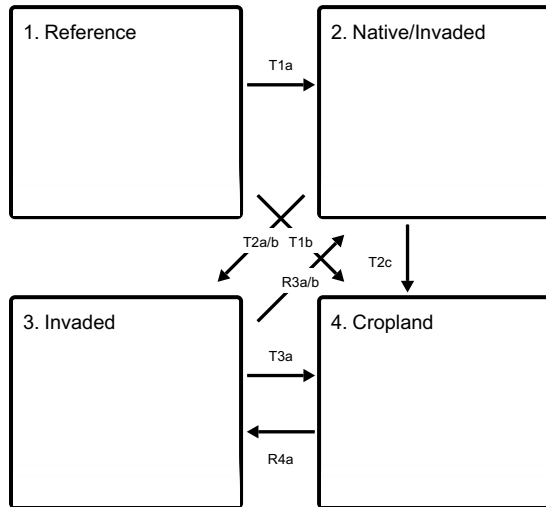 1. Reference
2. Native/Invaded
T1a
T2a/b
T1b
T2c
R3a/b
3. Invaded
4. Cropland
T3a
R4a